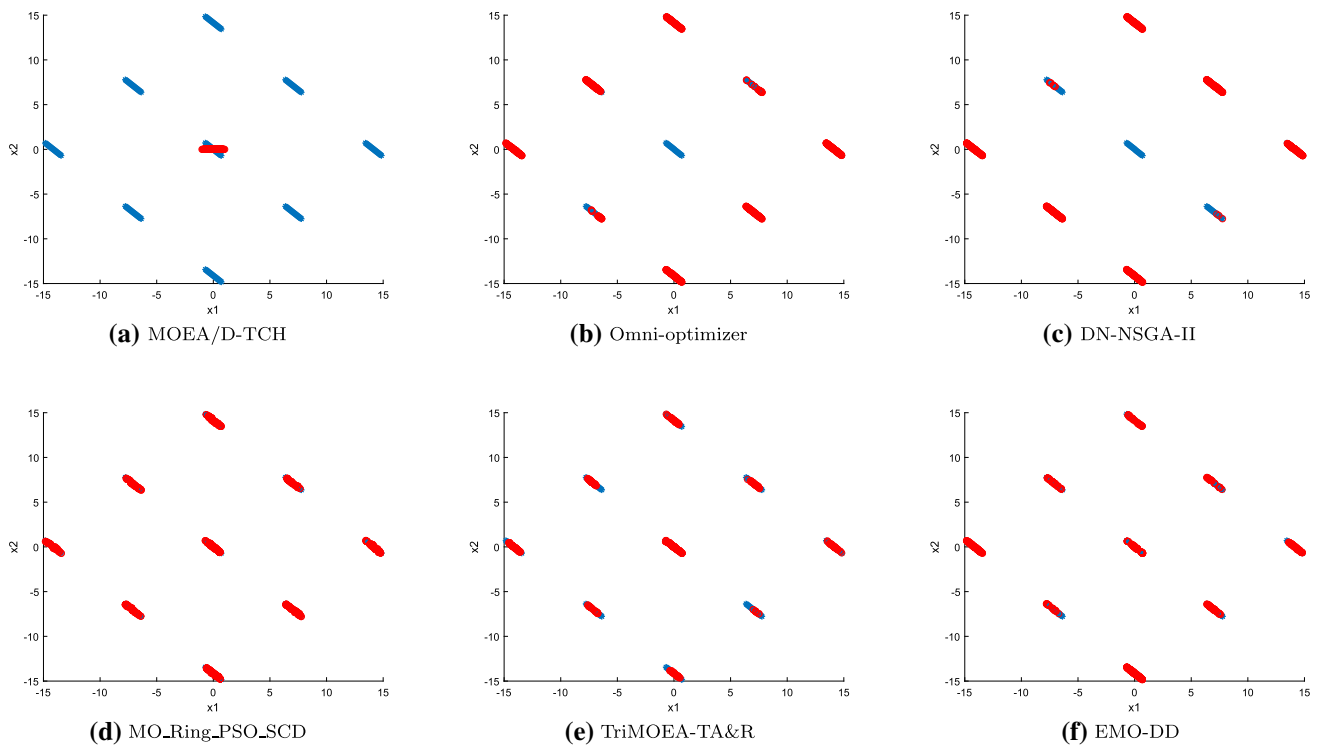 15 15 15
10 10 10
5 5 5
x2 0 x2 0 x2 0
-5 -5 -5
-10 -10 -10
-15 -15 -15
-15 -10 -5 0 5 10 15 -15 -10 -5 0 5 10 15 -15 -10 -5 0 5 10 15
x1 x1 x1
(a) MOEA/D-TCH (b) Omni-optimizer (c) DN-NSGA-II
15 15 15
10 10 10
5 5 5
x2 0 x2 0 x2 0
-5 -5 -5
-10 -10 -10
-15 -15 -15
-15 -10 -5 0 5 10 15 -15 -10 -5 0 5 10 15 -15 -10 -5 0 5 10 15
x1 x1 x1
(d) MO_Ring_PSO_SCD (e) TriMOEA-TA&R (f) EMO-DD